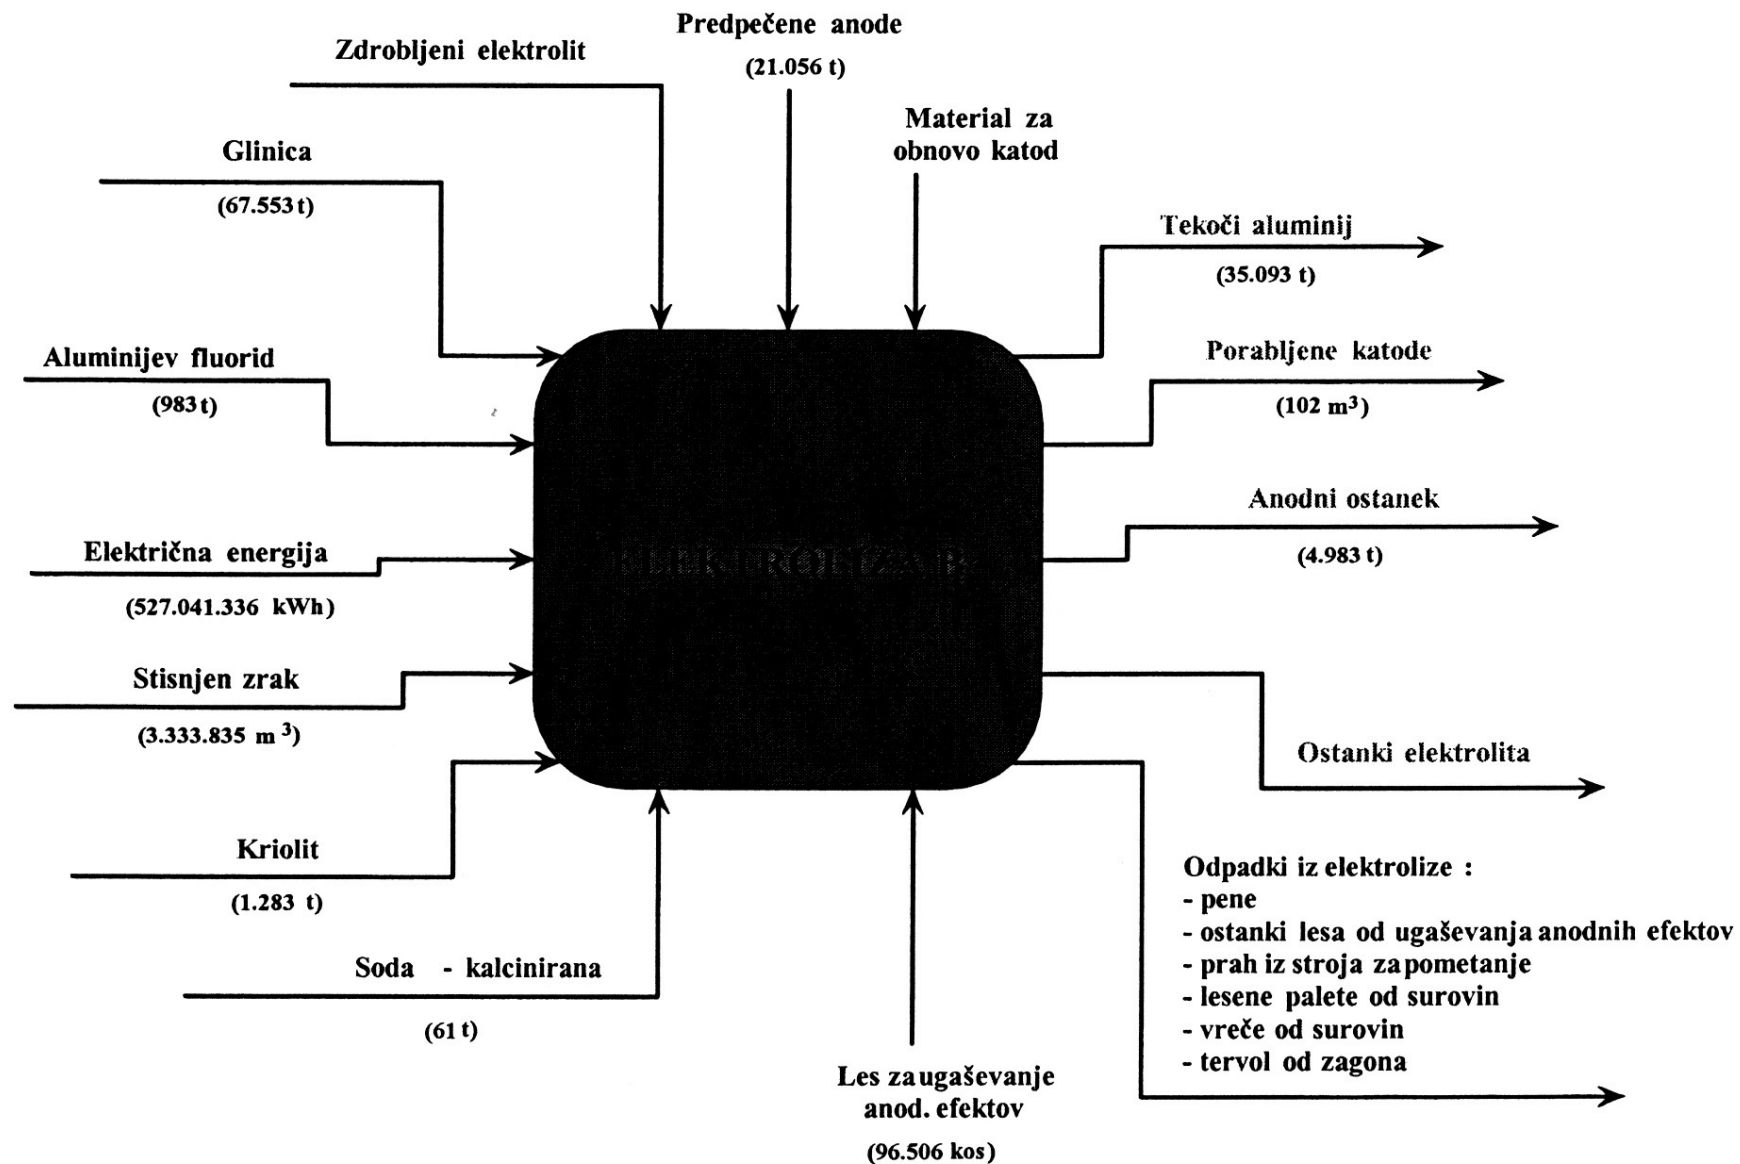 Predpečene anode
(21.056 t)
Zdrobljeni elektrolit
Material za
obnovo katod
Glinica
(67.553 t)
Aluminijev fluorid
(983 t)
Električna energija
(527.041.336 kWh)
Stisnjen zrak
(3.333.835 m³)
Kriolit
(1.283 t)
Soda - kalcinirana
(61 t)
Les za ugaševanje
anod. efektov
(96.506 kos)
Tekoči aluminij
(35.093 t)
Porabljene katode
(102 m³)
Anodni ostanek
(4.983 t)
Ostanki elektrolita
Odpadki iz elektrolize :
- pene
- ostanki lesa od ugaševanja anodnih efektov
- prah iz stroja za pometanje
- lesene palete od surovin
- vreče od surovin
- tervol od zagona